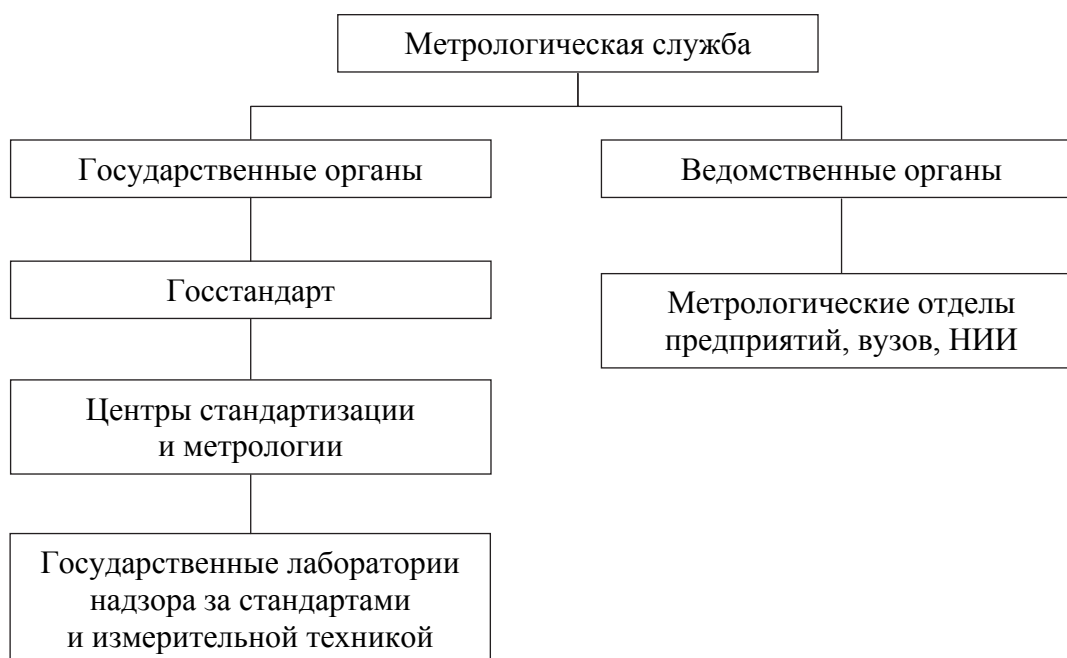 Метрологическая служба
Государственные органы
Ведомственные органы
Госстандарт
Метрологические отделы
предприятий, вузов, НИИ
Центры стандартизации
и метрологии
Государственные лаборатории
надзора за стандартами
и измерительной техникой